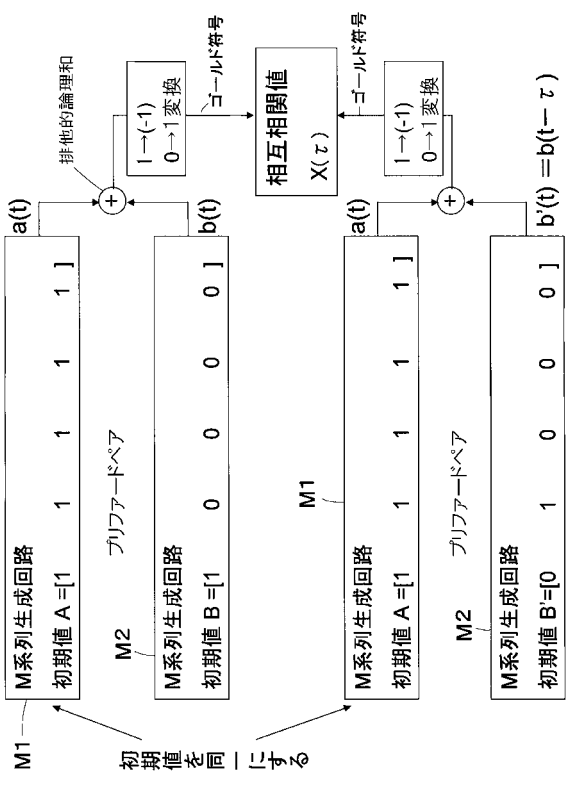 初期値を同一にする
M1
M系列生成回路
初期値 A =[1 1 1 1 1 ]
a(t)
プリファードペア
M2
M系列生成回路
初期値 B =[1 0 0 0 0 ]
b(t)
排他的論理和
+
1→(-1)
0→1変換
ゴールド符号
相互相関値
X(τ)
M1
M系列生成回路
初期値 A =[1 1 1 1 1 ]
a(t)
プリファードペア
M2
M系列生成回路
初期値 B'=[0 1 0 0 0 ]
b'(t) =b(t－τ)
+
1→(-1)
0→1変換
ゴールド符号